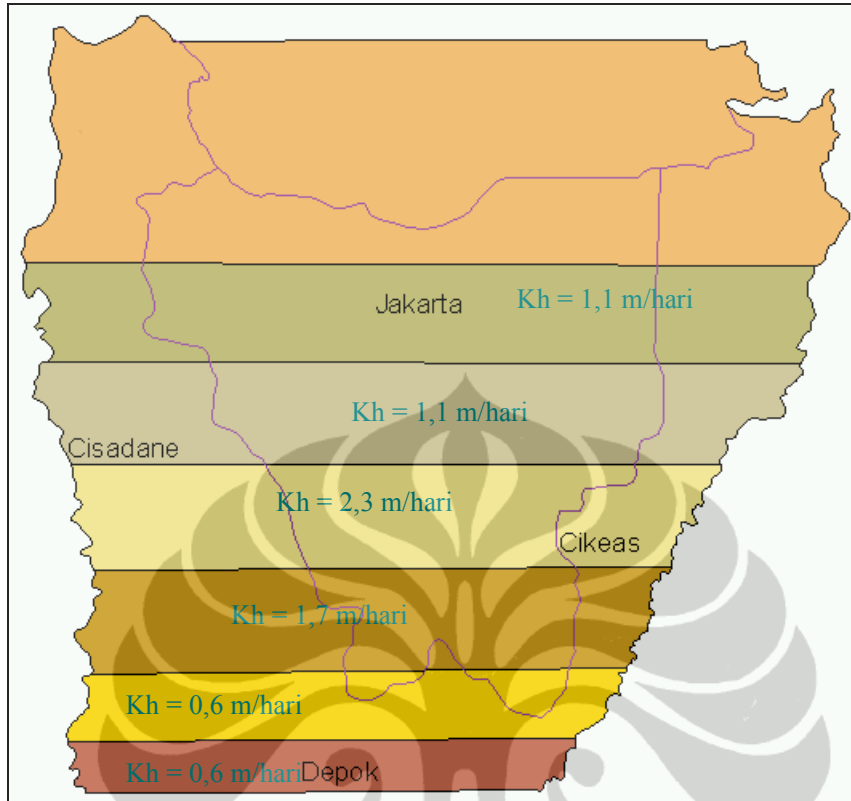 Kh = 1,1 m/hari
Jakarta
Kh = 1,1 m/hari
Cisadane
Kh = 2,3 m/hari
Cikeas
Kh = 1,7 m/hari
Kh = 0,6 m/hari
Kh = 0,6 m/hari
Depok